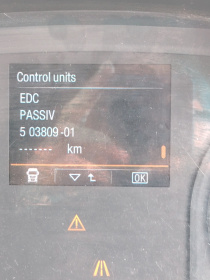 Control units
EDC
PASSIV
5 03809-01
------- km
OK